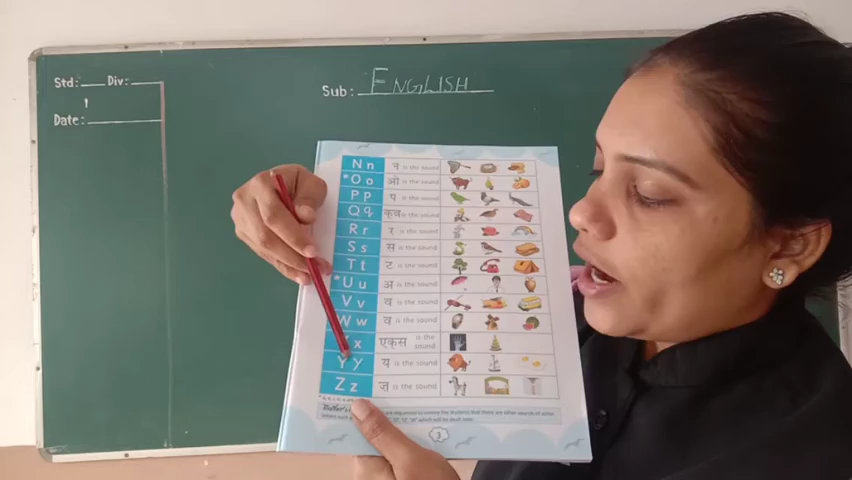 Std: Div:
Date:
Sub: ENGLISH
Nn न is the sound
*Oo ऑ is the sound
Pp प is the sound
Qq क्व is the sound
Rr र is the sound
Ss स is the sound
Tt ट is the sound
*Uu अ is the sound
Vv व is the sound
Ww व is the sound
x एक्स is the sound
Yy य is the sound
Zz ज़ is the sound
3